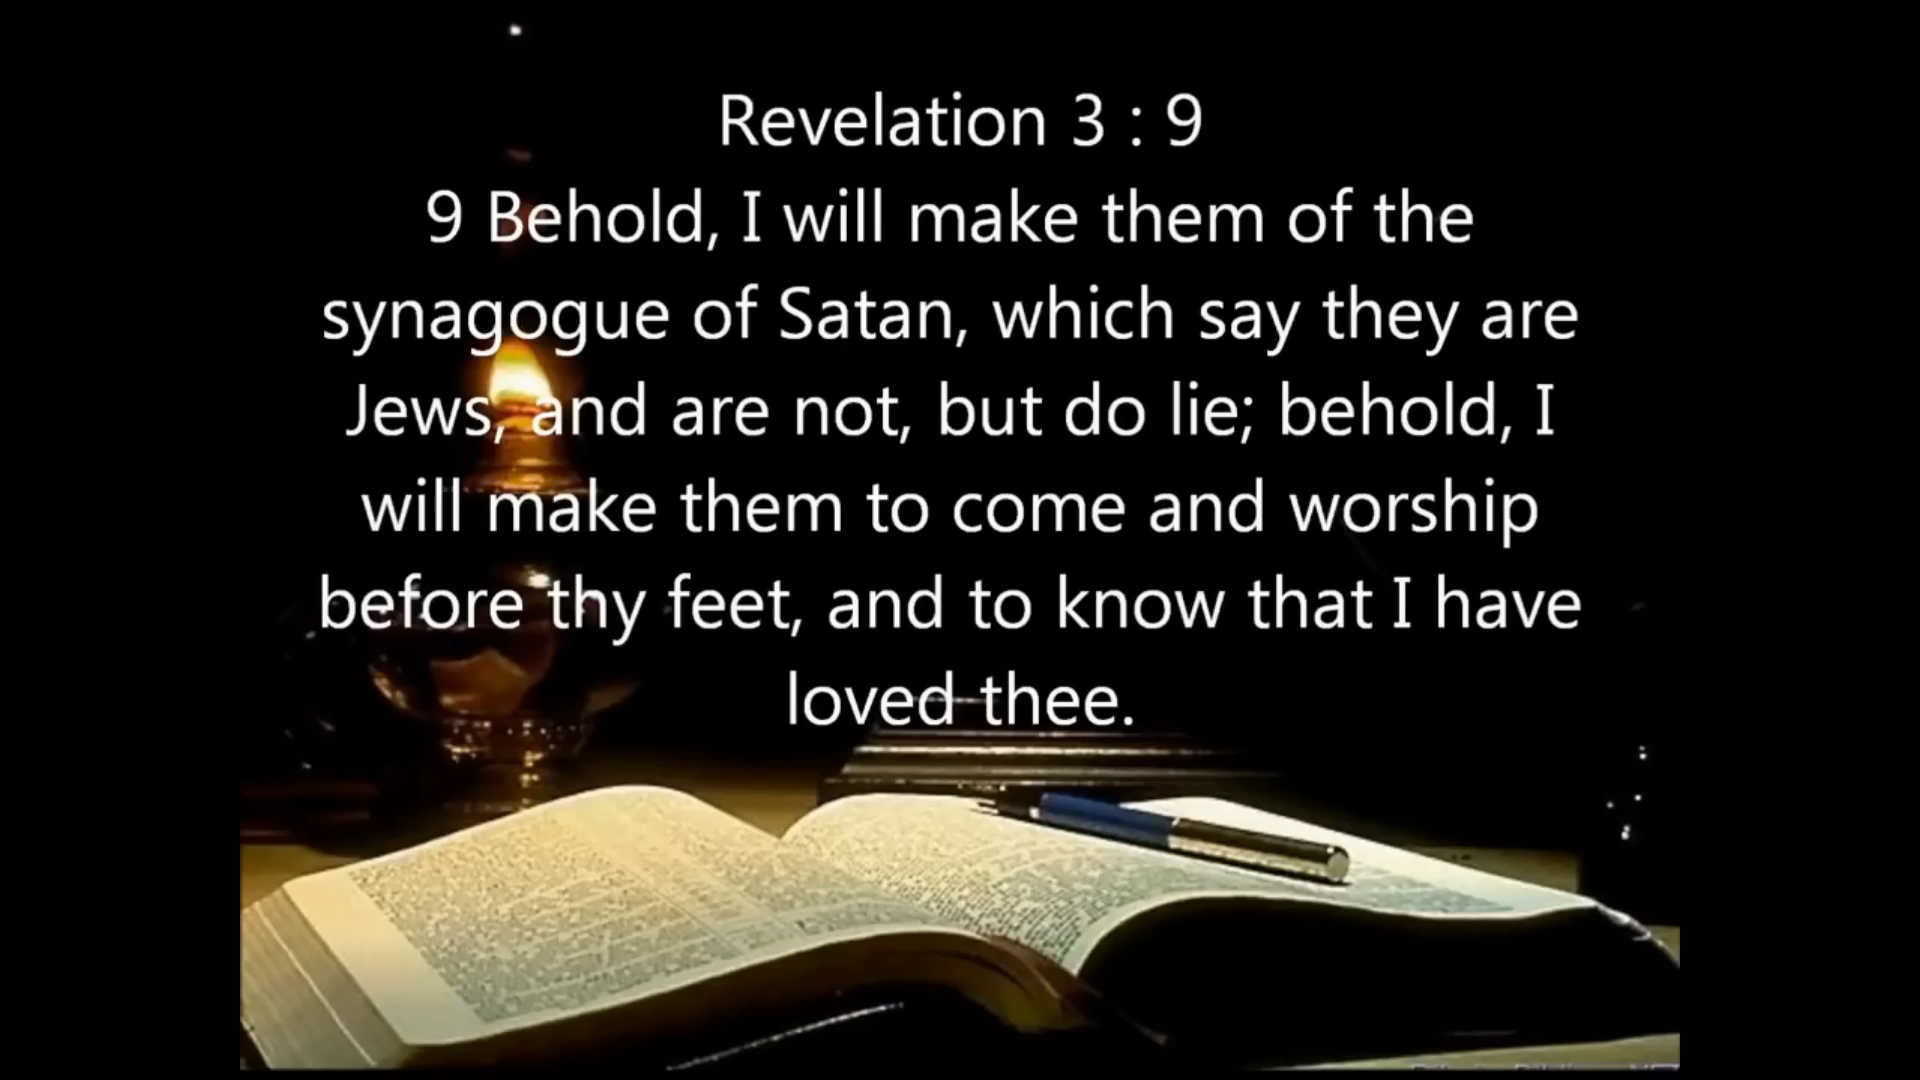 Revelation 3 : 9
9 Behold, I will make them of the
synagogue of Satan, which say they are
Jews, and are not, but do lie; behold, I
will make them to come and worship
before thy feet, and to know that I have
loved thee.